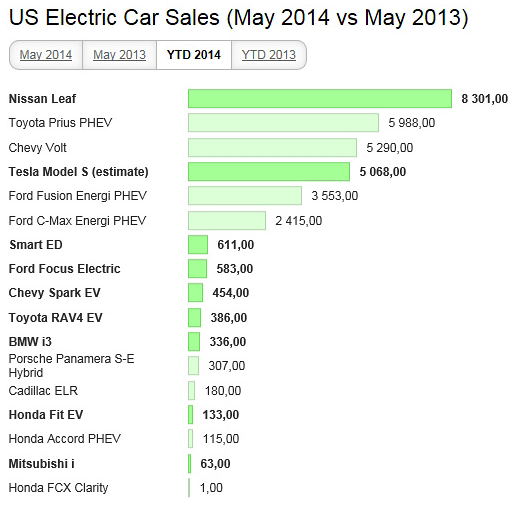 US Electric Car Sales (May 2014 vs May 2013)
May 2014 May 2013 YTD 2014 YTD 2013
Nissan Leaf 8 301,00
Toyota Prius PHEV 5 988,00
Chevy Volt 5 290,00
Tesla Model S (estimate) 5 068,00
Ford Fusion Energi PHEV 3 553,00
Ford C-Max Energi PHEV 2 415,00
Smart ED 611,00
Ford Focus Electric 583,00
Chevy Spark EV 454,00
Toyota RAV4 EV 386,00
BMW i3 336,00
Porsche Panamera S-E
Hybrid 307,00
Cadillac ELR 180,00
Honda Fit EV 133,00
Honda Accord PHEV 115,00
Mitsubishi i 63,00
Honda FCX Clarity 1,00